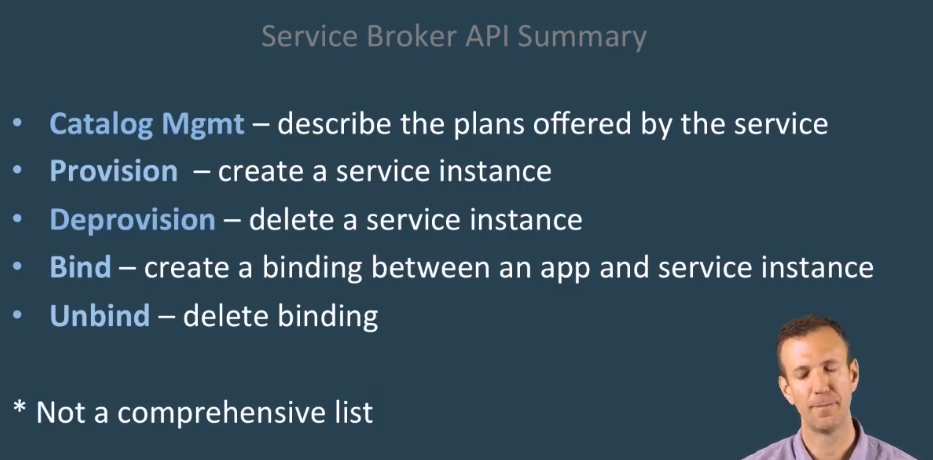 Service Broker API Summary
• Catalog Mgmt – describe the plans offered by the service
• Provision – create a service instance
• Deprovision – delete a service instance
• Bind – create a binding between an app and service instance
• Unbind – delete binding
* Not a comprehensive list